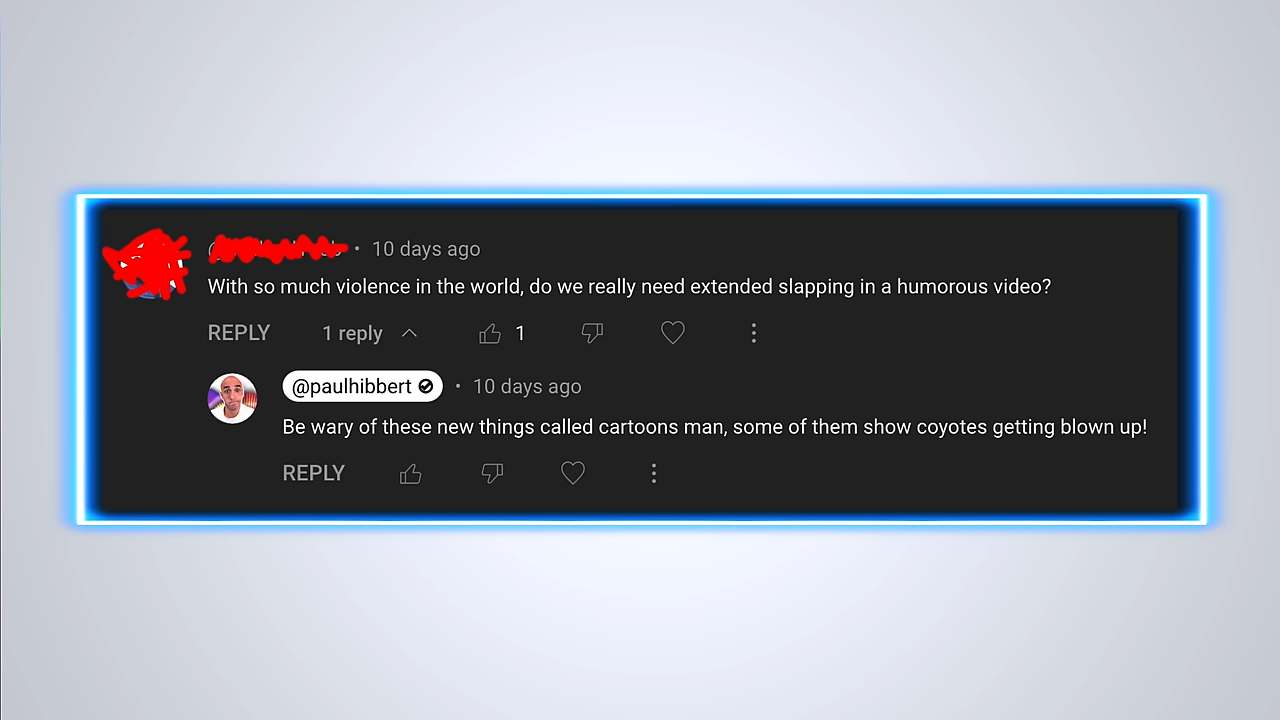 • 10 days ago
With so much violence in the world, do we really need extended slapping in a humorous video?
REPLY 1 reply 1
@paulhibbert • 10 days ago
Be wary of these new things called cartoons man, some of them show coyotes getting blown up!
REPLY